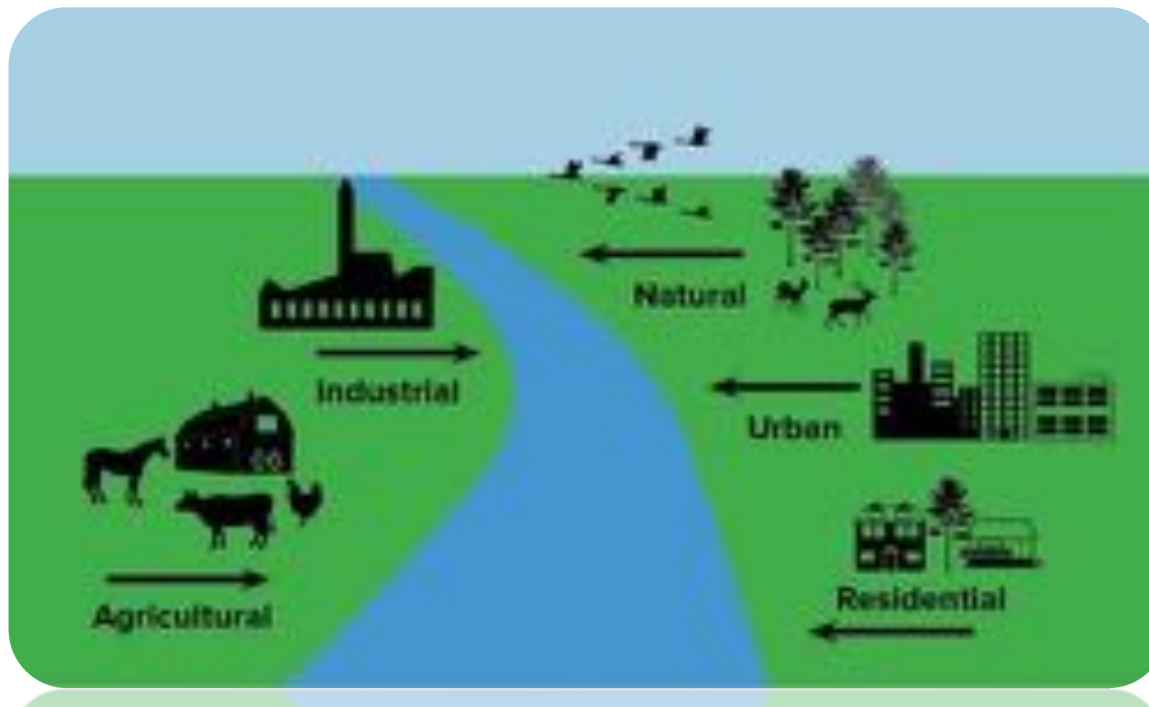 Natural
Industrial
Urban
Agricultural
Residential